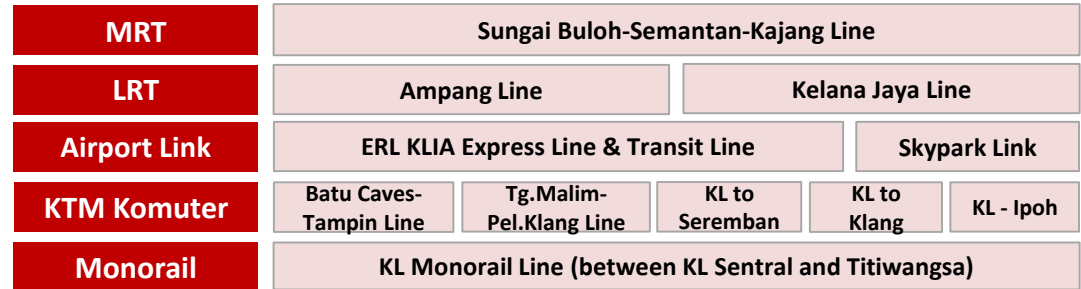 MRT
Sungai Buloh-Semantan-Kajang Line
LRT
Ampang Line
Kelana Jaya Line
Airport Link
ERL KLIA Express Line & Transit Line
Skypark Link
KTM Komuter
Batu Caves-
Tampin Line
Tg.Malim-
Pel.Klang Line
KL to
Seremban
KL to
Klang
KL - Ipoh
Monorail
KL Monorail Line (between KL Sentral and Titiwangsa)